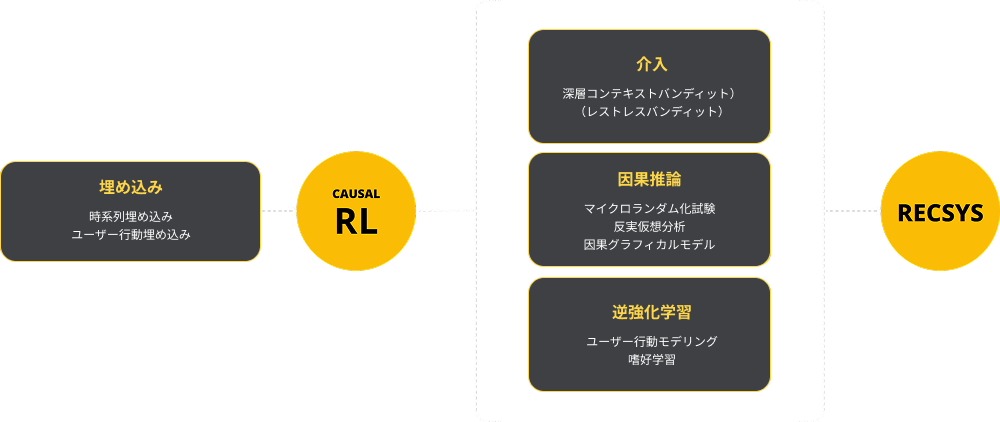 埋め込み
時系列埋め込み
ユーザー行動埋め込み
CAUSAL
RL
介入
深層コンテキストバンディット）
（レストレスバンディット）
因果推論
マイクロランダム化試験
反実仮想分析
因果グラフィカルモデル
逆強化学習
ユーザー行動モデリング
嗜好学習
RECSYS